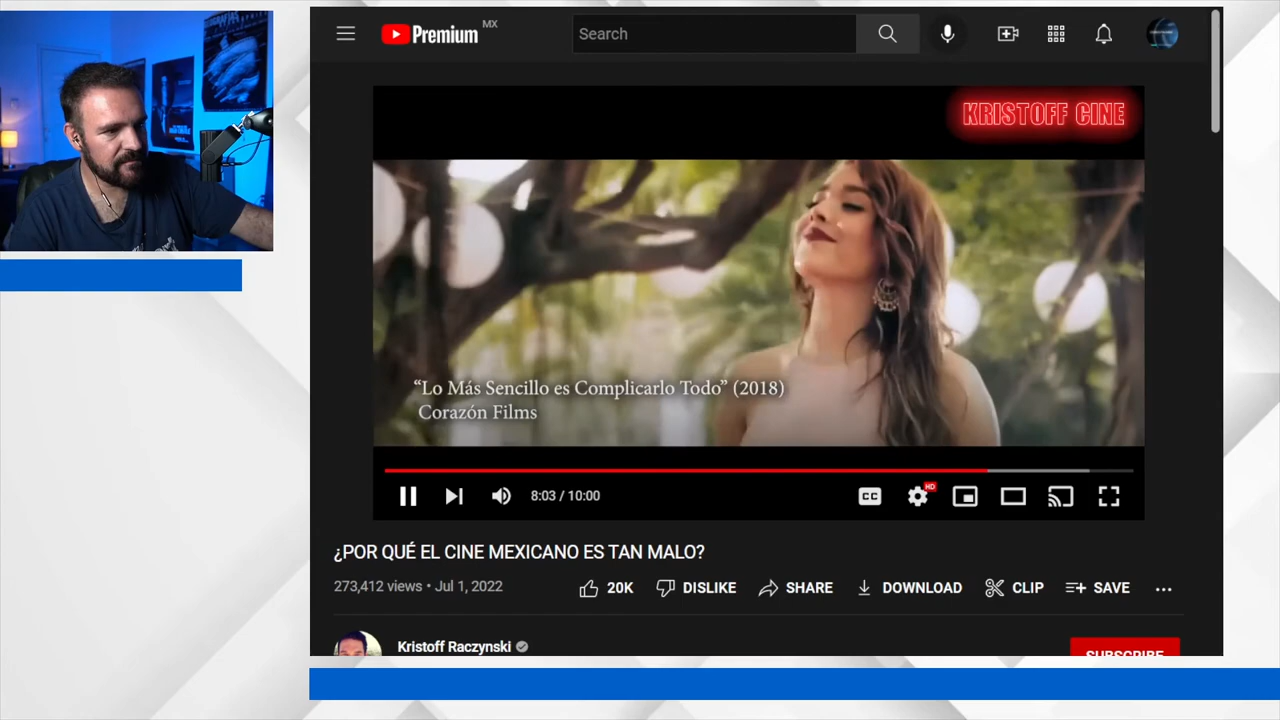 Premium MX
Search
KRISTOFF CINE
“Lo Más Sencillo es Complicarlo Todo” (2018)
Corazón Films
8:03 / 10:00
CC
HD
¿POR QUÉ EL CINE MEXICANO ES TAN MALO?
273,412 views • Jul 1, 2022
20K
DISLIKE
SHARE
DOWNLOAD
CLIP
SAVE
Kristoff Raczynski
SUBSCRIBE